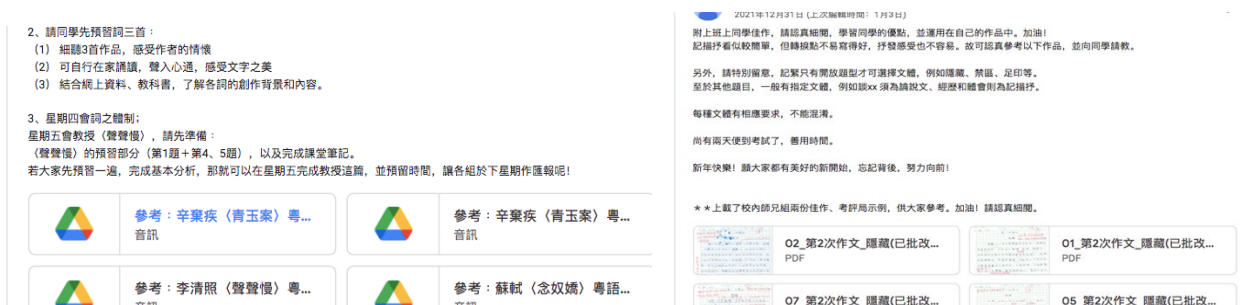 2、請同學先預習詞三首：
(1) 細聽3首作品，感受作者的情懷
(2) 可自行在家誦讀，聲入心通，感受文字之美
(3) 結合網上資料、教科書，了解各詞的創作背景和內容。
3、星期四會詞之體制;
星期五會教授〈聲聲慢〉，請先準備：
〈聲聲慢〉的預習部分（第1題＋第4、5題），以及完成課堂筆記。
若大家先預習一遍，完成基本分析，那就可以在星期五完成教授這篇，並預留時間，讓各組於下星期作匯報呢!
參考：辛棄疾〈青玉案〉粵...
音訊
參考：辛棄疾〈青玉案〉粵...
音訊
參考：李清照〈聲聲慢〉粵...
音訊
參考：蘇軾〈念奴嬌〉粵語...
音訊
2021年12月31日 (上次編輯時間：1月3日)
附上班上同學佳作，請認真細閱，學習同學的優點，並運用在自己的作品中。加油!
記描抒看似較簡單，但轉捩點不易寫得好，抒發感受也不容易。故可認真參考以下作品，並向同學請教。
另外，請特別留意，記緊只有開放題型才可選擇文體，例如隱藏、禁區、足印等。
至於其他題目，一般有指定文體，例如談xx 須為論說文、經歷和體會則為記描抒。
每種文體有相應要求，不能混淆。
尚有兩天便到考試了，善用時間。
新年快樂！願大家都有美好的新開始，忘記背後，努力向前!
＊＊上載了校內師兄組兩份佳作、考評局示例，供大家參考。加油！請認真細閱。
02_第2次作文_隱藏(已批改...
PDF
01_第2次作文_隱藏(已批改...
PDF
07_第2次作文_隱藏(已批改...
05_第2次作文_隱藏(已批改...